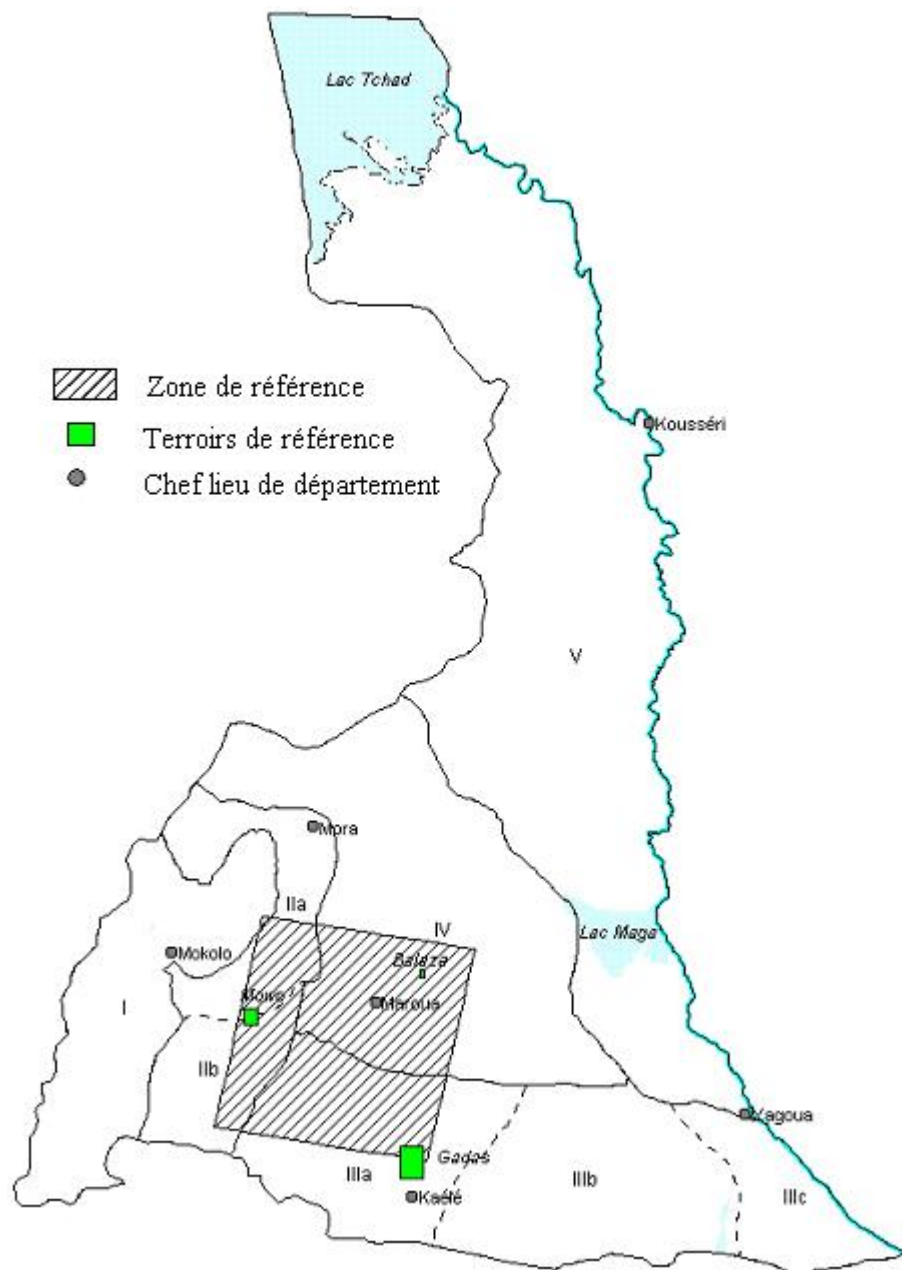 Lac Tchad
Zone de référence
Terroirs de référence
Chef lieu de département
Kousséri
V
Mora
IIa
IV
Lac Maga
Mokolo
Balaza
Maroua
I
IIb
Yagoua
Gadas
IIIa
IIIb
IIIc
Kaélé